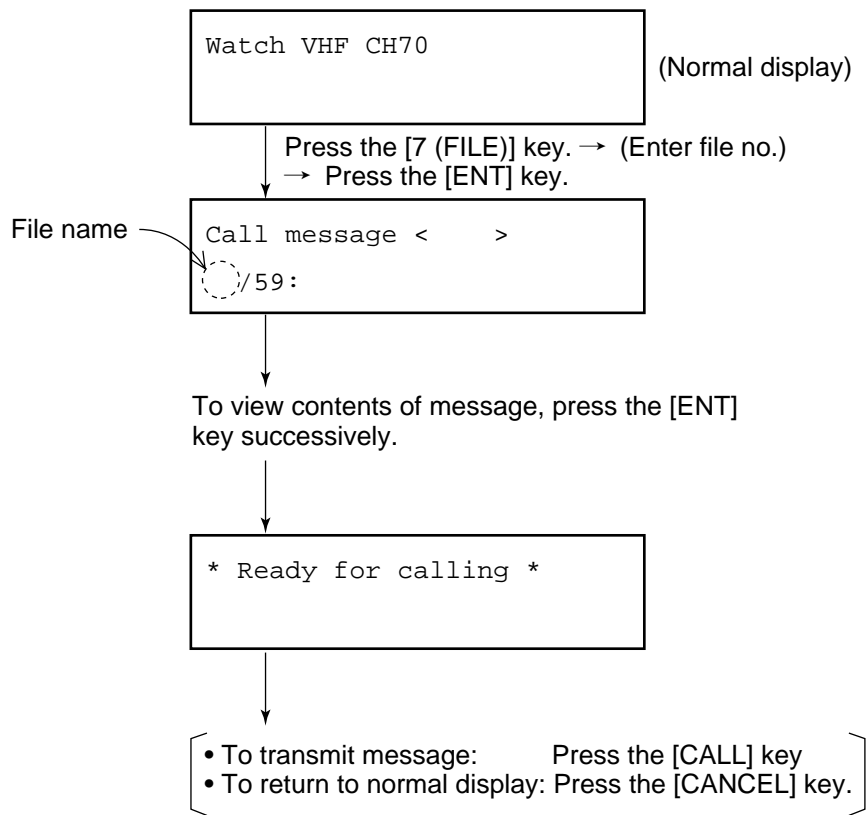 Watch VHF CH70
(Normal display)
Press the [7 (FILE)] key. → (Enter file no.)
→ Press the [ENT] key.
File name
Call message <    >
/59:
To view contents of message, press the [ENT]
key successively.
* Ready for calling *
• To transmit message: Press the [CALL] key
• To return to normal display: Press the [CANCEL] key.